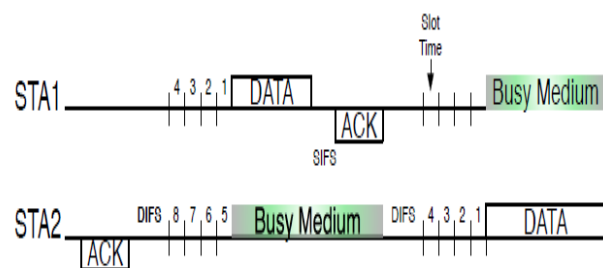 Slot
Time
STA1 4 3 2 1 DATA Busy Medium
ACK
SIFS
STA2 DIFS 8 7 6 5 Busy Medium DIFS 4 3 2 1 DATA
ACK